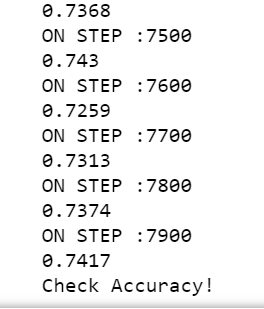 0.7368
ON STEP :7500
0.743
ON STEP :7600
0.7259
ON STEP :7700
0.7313
ON STEP :7800
0.7374
ON STEP :7900
0.7417
Check Accuracy!